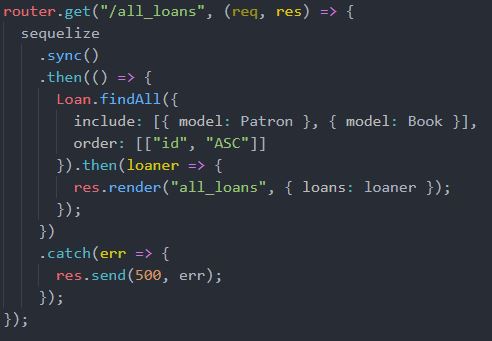 router.get("/all_loans", (req, res) => {
  sequelize
    .sync()
    .then(() => {
      Loan.findAll({
        include: [{ model: Patron }, { model: Book }],
        order: [["id", "ASC"]]
      }).then(loaner => {
        res.render("all_loans", { loans: loaner });
      });
    })
    .catch(err => {
      res.send(500, err);
    });
});